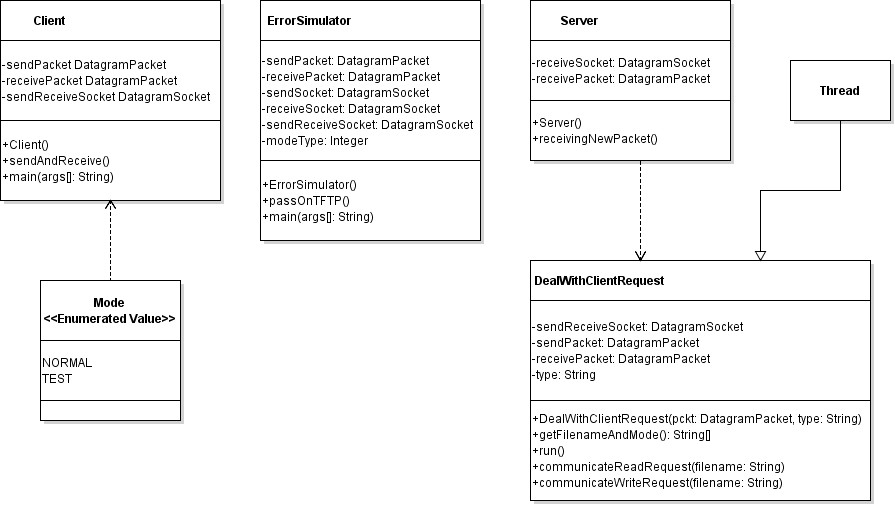 Client
-sendPacket DatagramPacket
-receivePacket DatagramPacket
-sendReceiveSocket DatagramSocket
+Client()
+sendAndReceive()
+main(args[]: String)
ErrorSimulator
-sendPacket: DatagramPacket
-receivePacket: DatagramPacket
-sendSocket: DatagramSocket
-receiveSocket: DatagramSocket
-sendReceiveSocket: DatagramSocket
-modeType: Integer
+ErrorSimulator()
+passOnTFTP()
+main(args[]: String)
Server
-receiveSocket: DatagramSocket
-receivePacket: DatagramPacket
+Server()
+receivingNewPacket()
Thread
Mode
<<Enumerated Value>>
NORMAL
TEST
DealWithClientRequest
-sendReceiveSocket: DatagramSocket
-sendPacket: DatagramPacket
-receivePacket: DatagramPacket
-type: String
+DealWithClientRequest(pckt: DatagramPacket, type: String)
+getFilenameAndMode(): String[]
+run()
+communicateReadRequest(filename: String)
+communicateWriteRequest(filename: String)